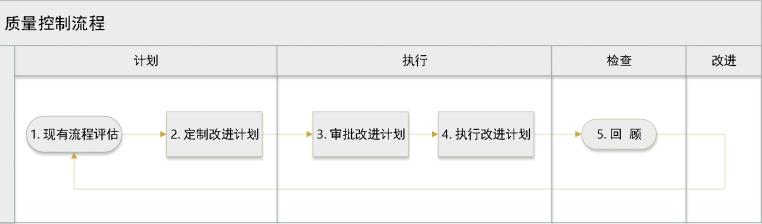 质量控制流程
计划
执行
检查
改进
1. 现有流程评估
2. 定制改进计划
3. 审批改进计划
4. 执行改进计划
5. 回 顾